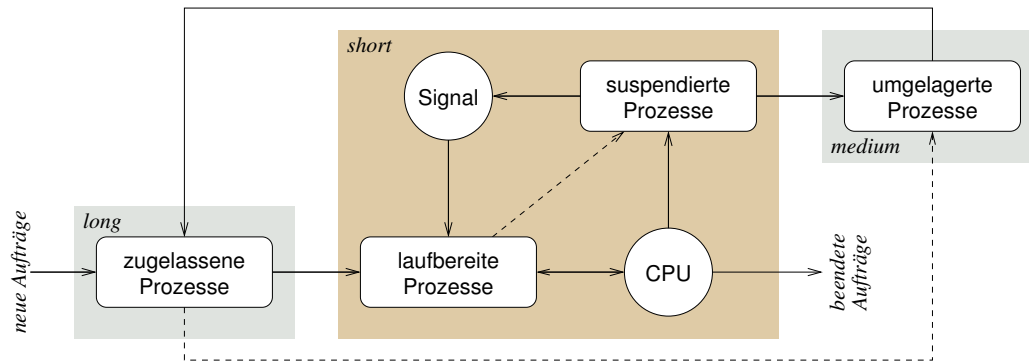 short
Signal
suspendierte
Prozesse
umgelagerte
Prozesse
medium
neue Aufträge
long
zugelassene
Prozesse
laufbereite
Prozesse
CPU
beendete
Aufträge